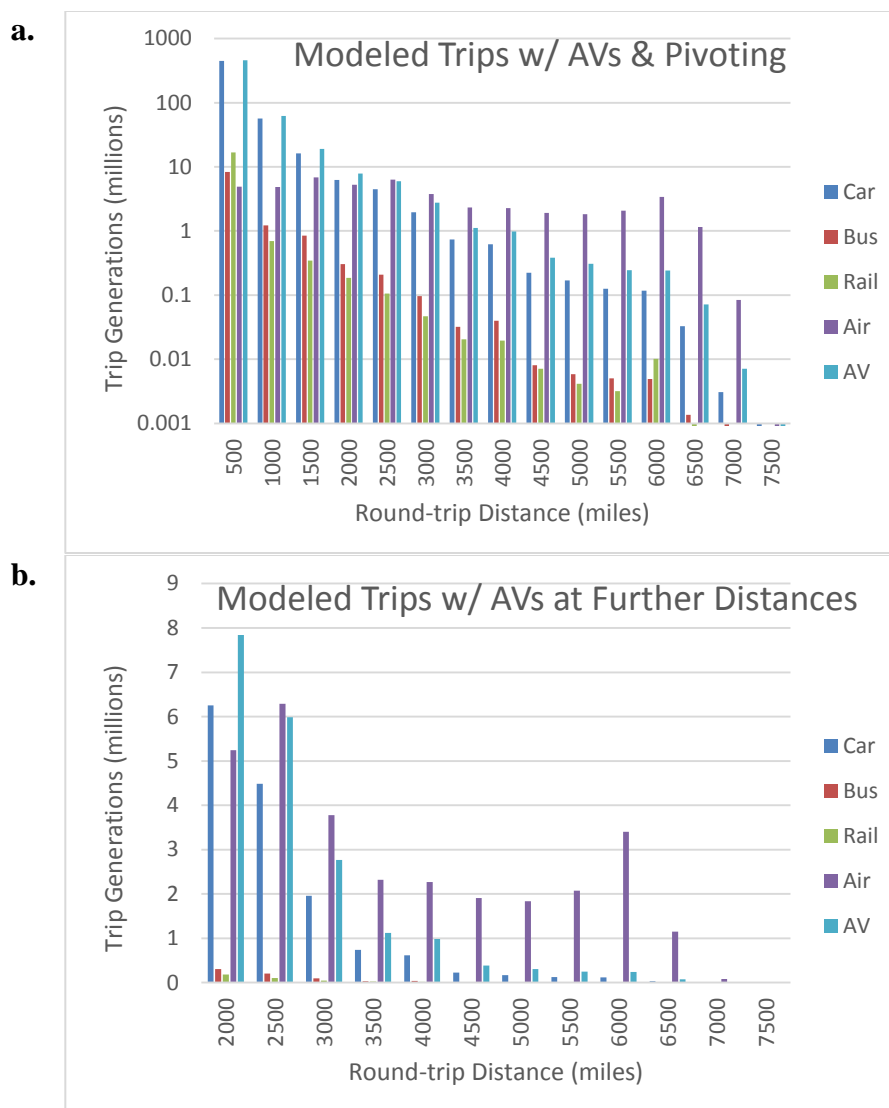 a.
Modeled Trips w/ AVs & Pivoting
Trip Generations (millions)
1000
100
10
1
0.1
0.01
0.001
500 1000 1500 2000 2500 3000 3500 4000 4500 5000 5500 6000 6500 7000 7500
Round-trip Distance (miles)
Car
Bus
Rail
Air
AV
b.
Modeled Trips w/ AVs at Further Distances
Trip Generations (millions)
9
8
7
6
5
4
3
2
1
0
2000 2500 3000 3500 4000 4500 5000 5500 6000 6500 7000 7500
Round-trip Distance (miles)
Car
Bus
Rail
Air
AV